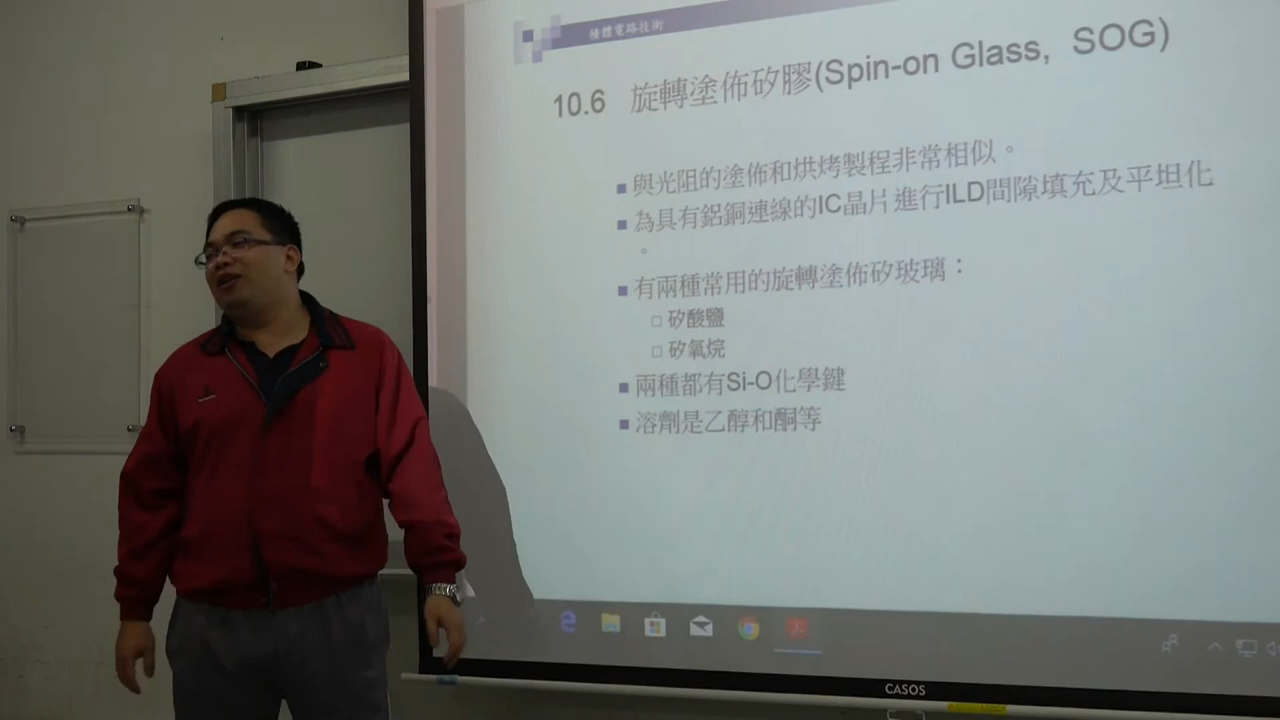 積體電路技術
10.6 旋轉塗佈矽膠(Spin-on Glass, SOG)
■ 與光阻的塗佈和烘烤製程非常相似。
■ 為具有鋁銅連線的IC晶片進行ILD間隙填充及平坦化
。
■ 有兩種常用的旋轉塗佈矽玻璃：
□ 矽酸鹽
□ 矽氧烷
■ 兩種都有Si-O化學鍵
■ 溶劑是乙醇和酮等
CASOS